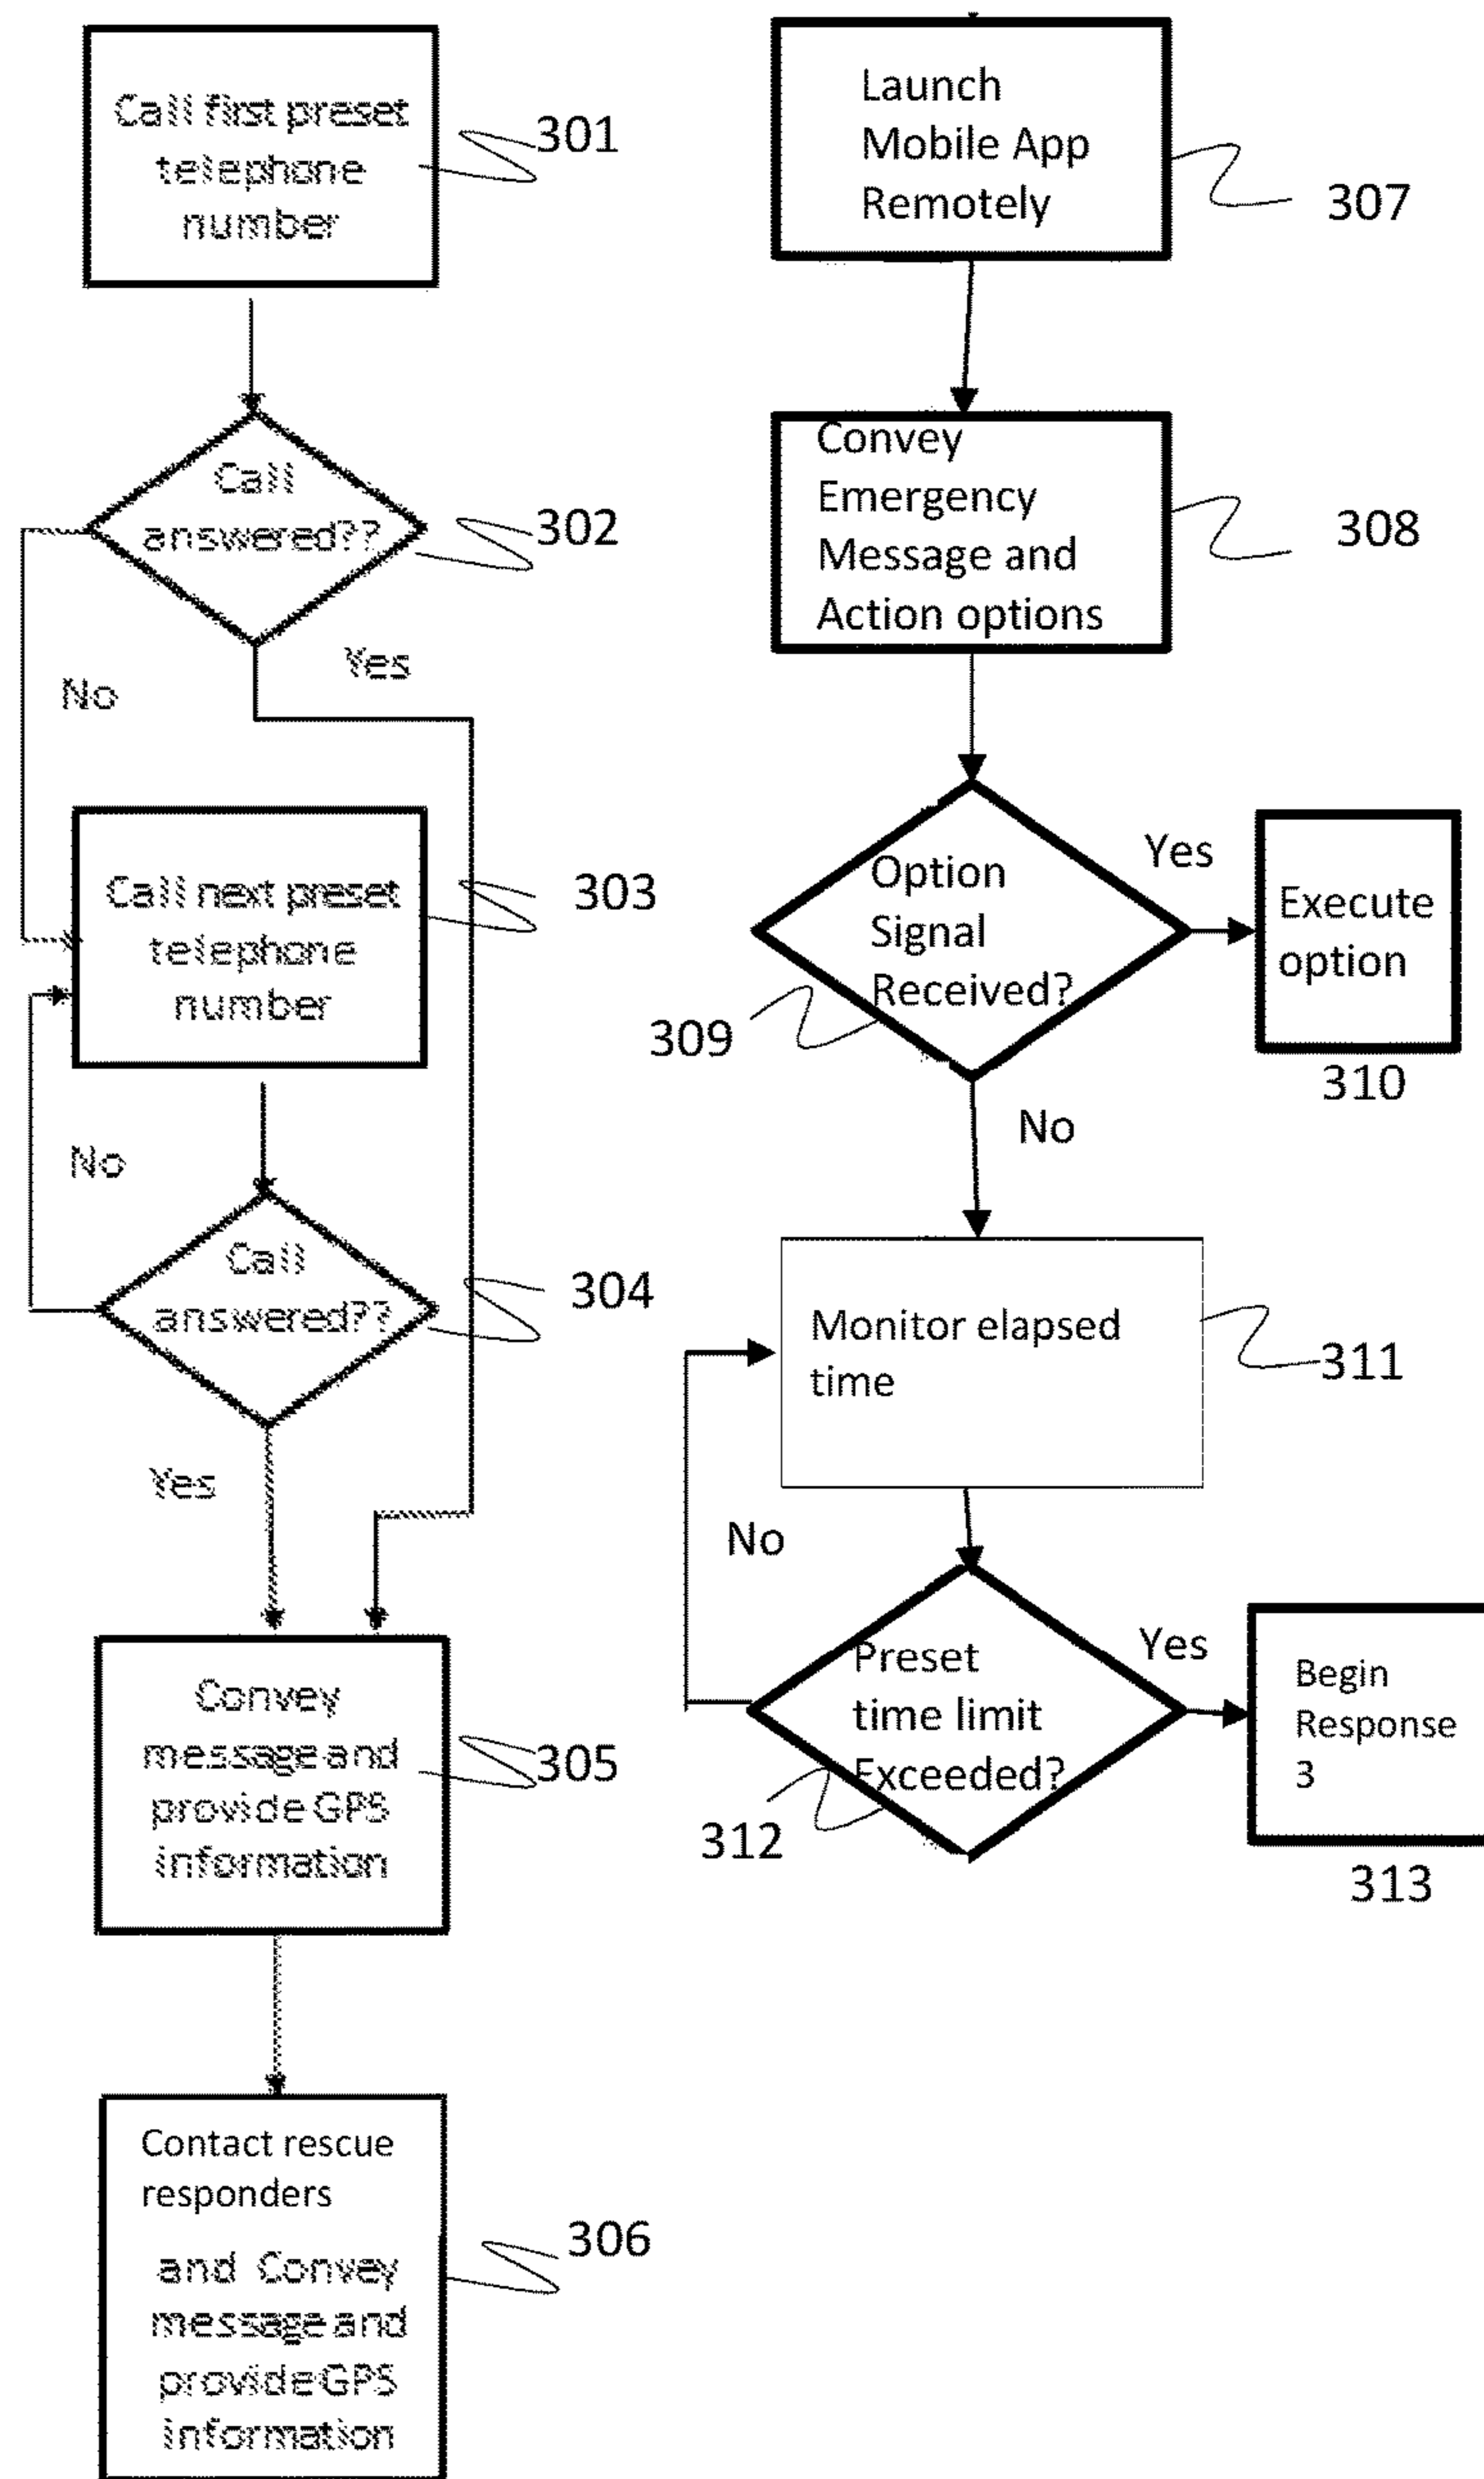 Call first preset
telephone
number
301
Call
answered??
302
Yes
No
Call next preset
telephone
number
303
No
Call
answered??
304
Yes
Convey
message and
provide GPS
information
305
Contact rescue
responders
and Convey
message and
provide GPS
information
306
Launch
Mobile App
Remotely
307
Convey
Emergency
Message and
Action options
308
Option
Signal
Received?
309
Yes
Execute
option
310
No
Monitor elapsed
time
311
No
Preset
time limit
Exceeded?
312
Yes
Begin
Response
3
313